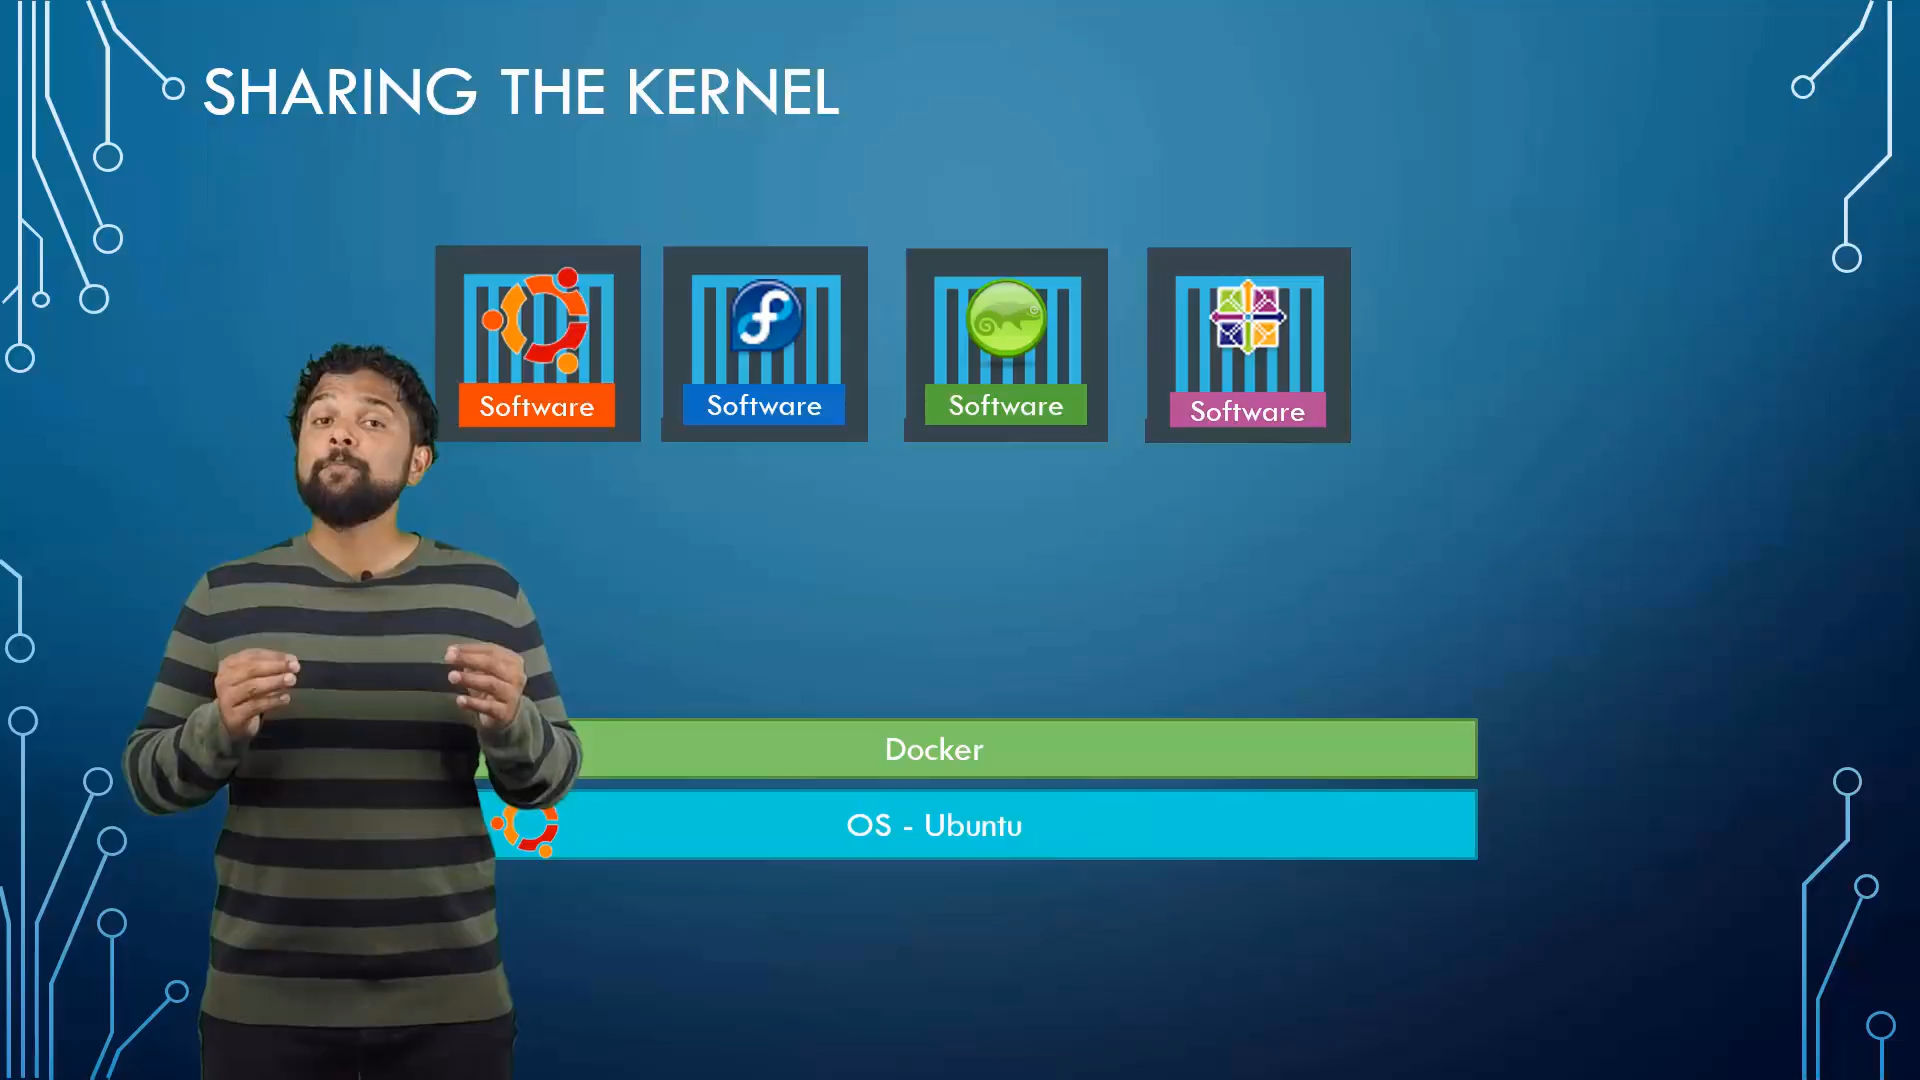 SHARING THE KERNEL
Software
Software
Software
Software
Docker
OS - Ubuntu